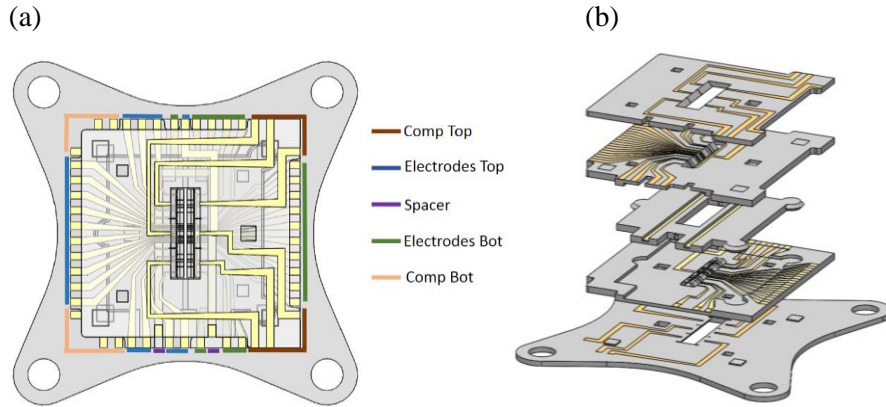 (a)
(b)
Comp Top
Electrodes Top
Spacer
Electrodes Bot
Comp Bot